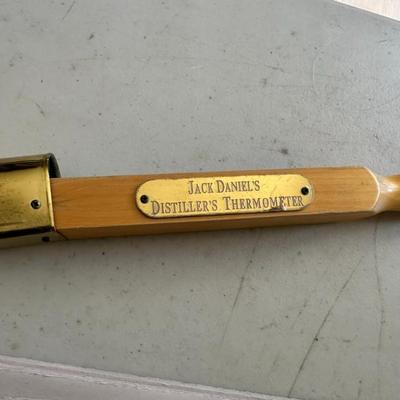 JACK DANIEL'S
DISTILLER'S THERMOMETER